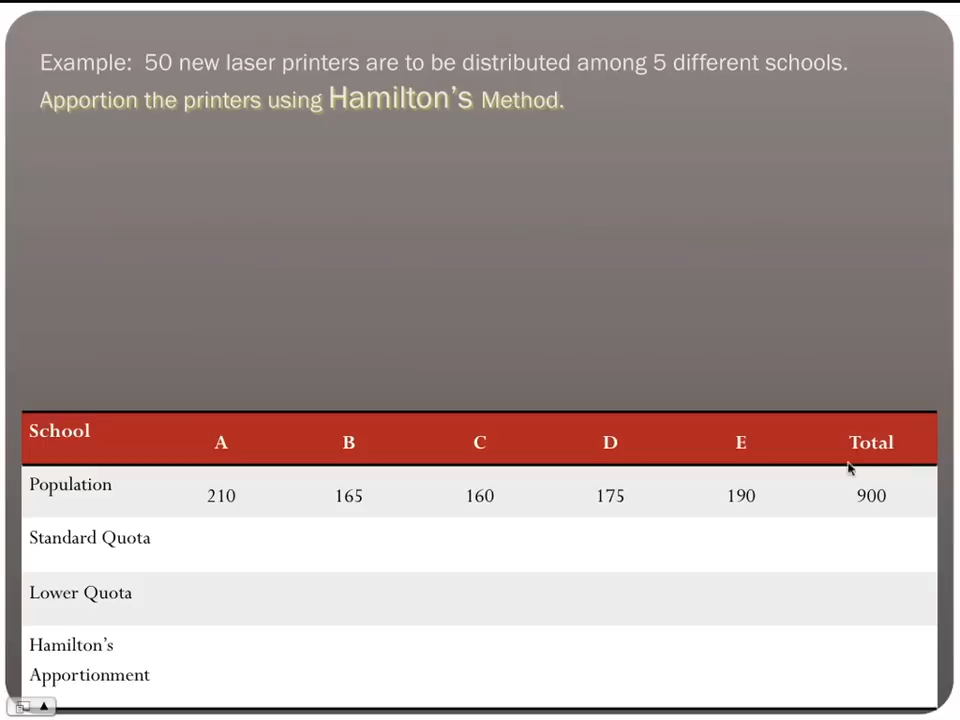 Example: 50 new laser printers are to be distributed among 5 different schools.
Apportion the printers using Hamilton's Method.
School A B C D E Total
Population 210 165 160 175 190 900
Standard Quota
Lower Quota
Hamilton's
Apportionment